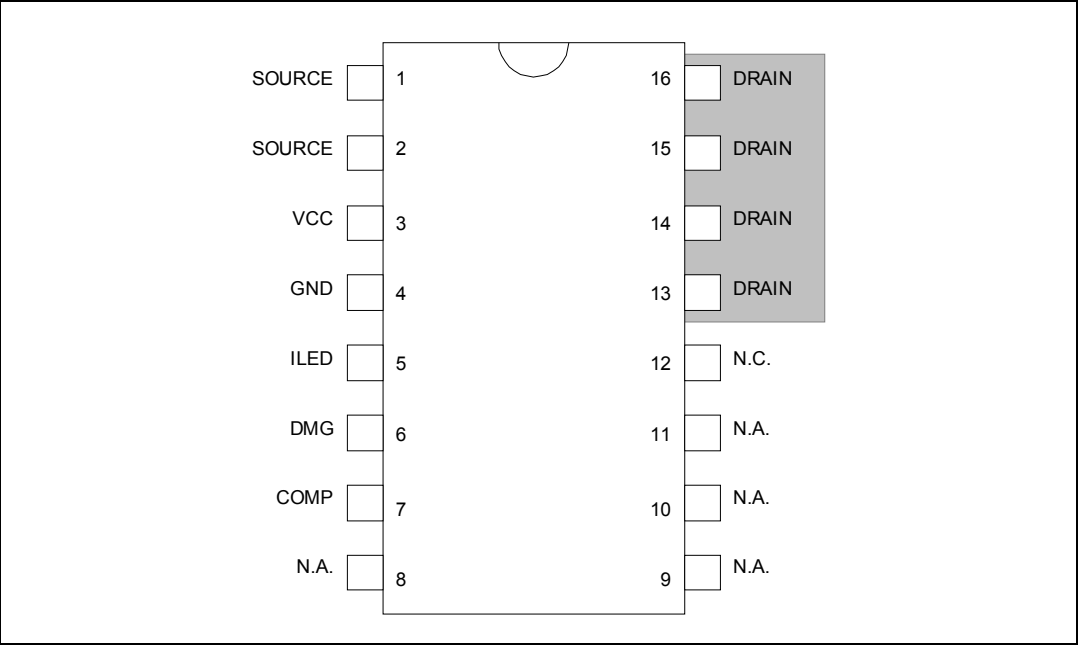 SOURCE 1 16 DRAIN
SOURCE 2 15 DRAIN
VCC 3 14 DRAIN
GND 4 13 DRAIN
ILED 5 12 N.C.
DMG 6 11 N.A.
COMP 7 10 N.A.
N.A. 8 9 N.A.